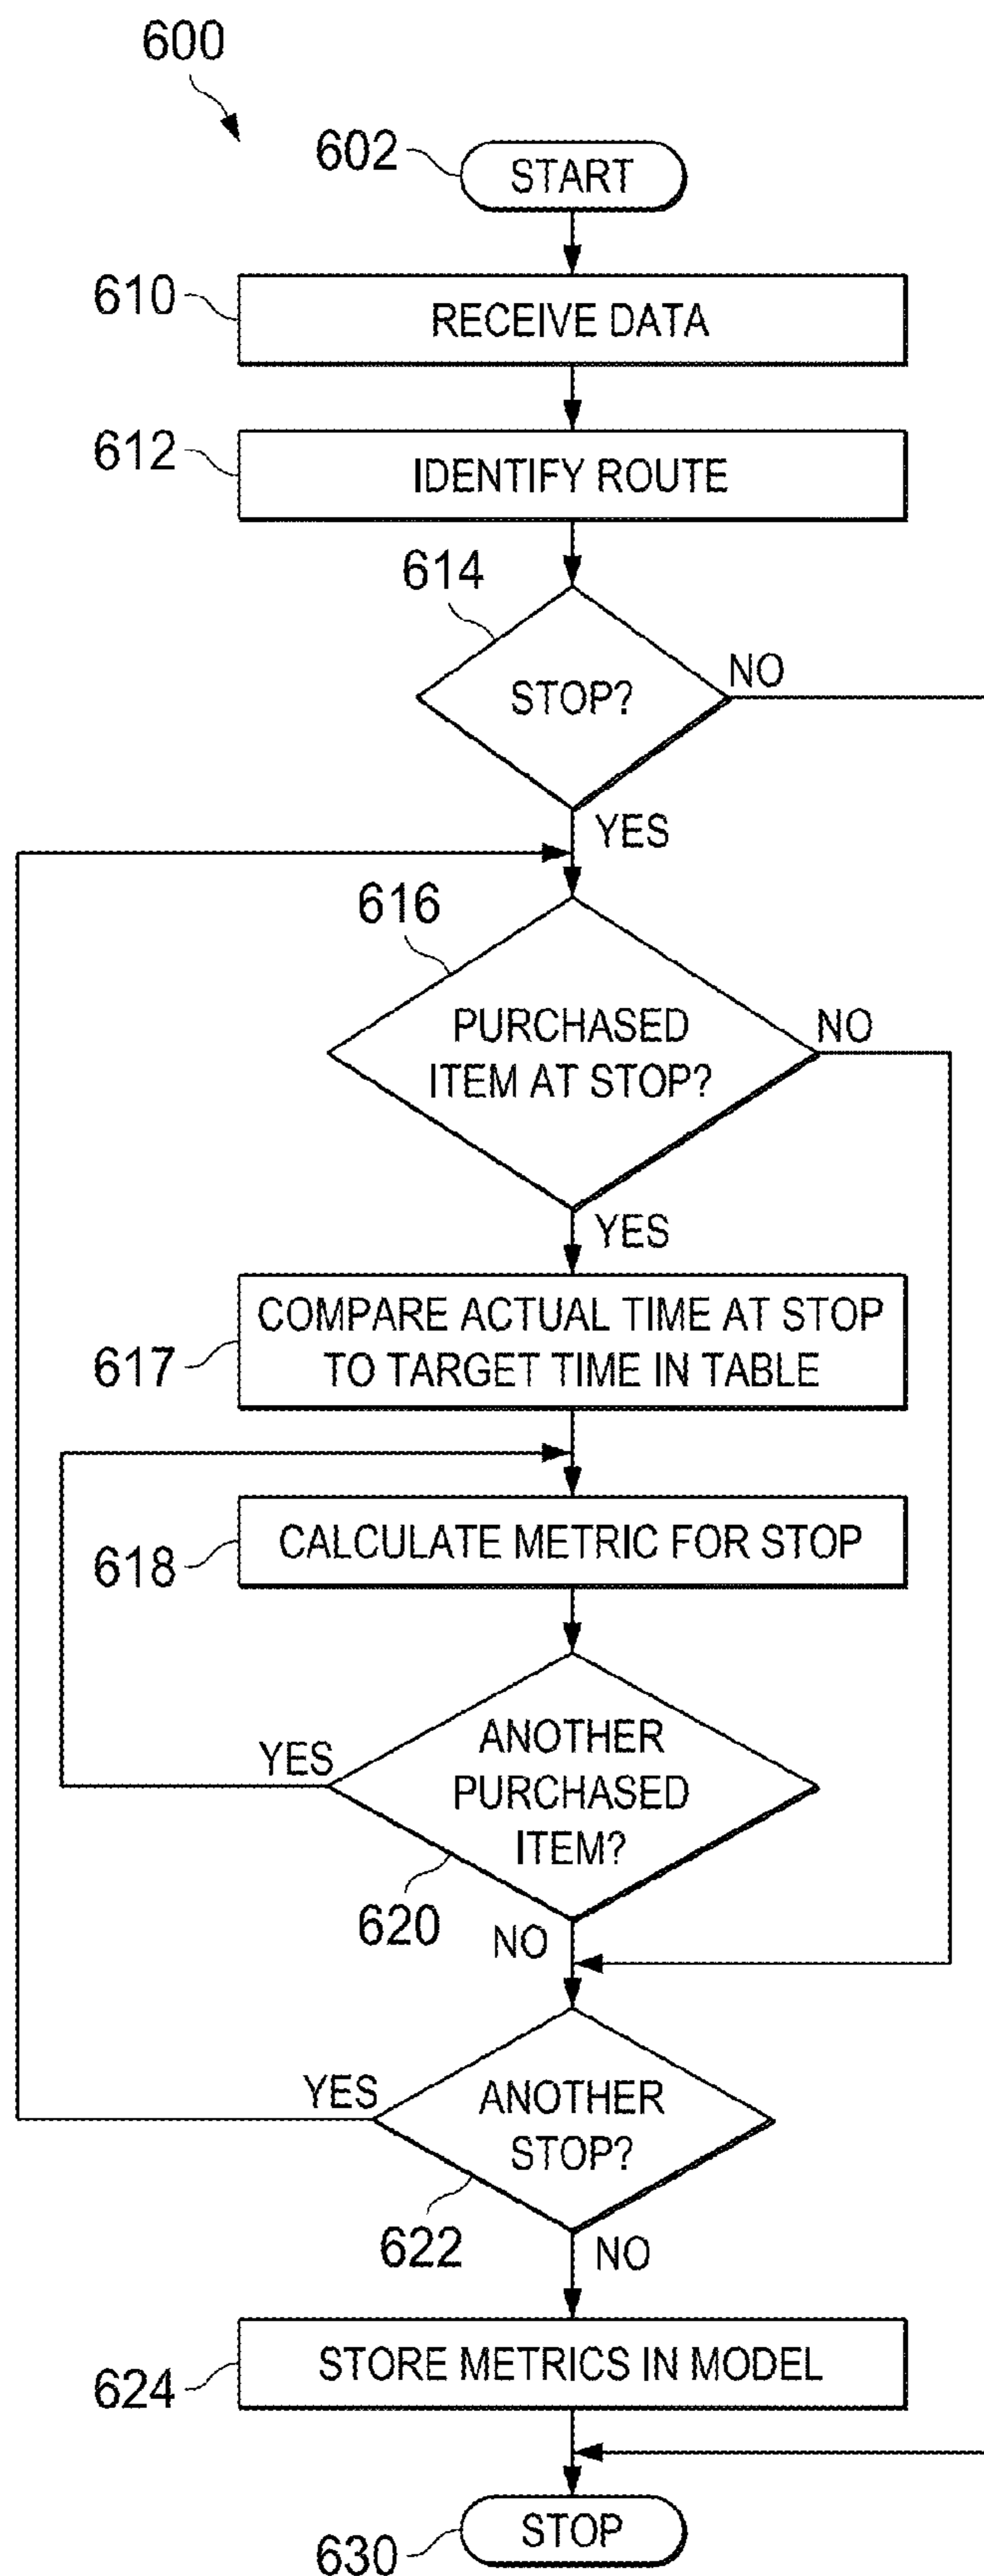 600
602
START
610
RECEIVE DATA
612
IDENTIFY ROUTE
614
STOP?
NO
YES
616
PURCHASED
ITEM AT STOP?
NO
YES
617
COMPARE ACTUAL TIME AT STOP
TO TARGET TIME IN TABLE
618
CALCULATE METRIC FOR STOP
YES
ANOTHER
PURCHASED
ITEM?
620
NO
YES
ANOTHER
STOP?
622
NO
624
STORE METRICS IN MODEL
630
STOP